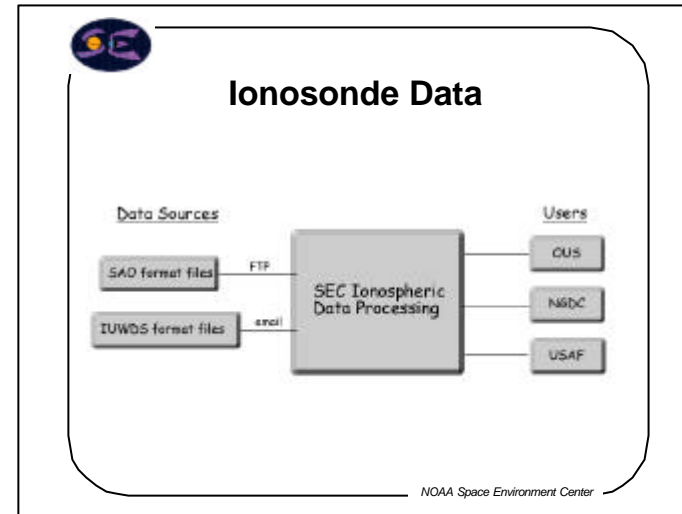 SE
Ionosonde Data
Data Sources
Users
SAO format files
FTP
IUWDS format files
email
SEC Ionospheric
Data Processing
OUS
NGDC
USAF
NOAA Space Environment Center